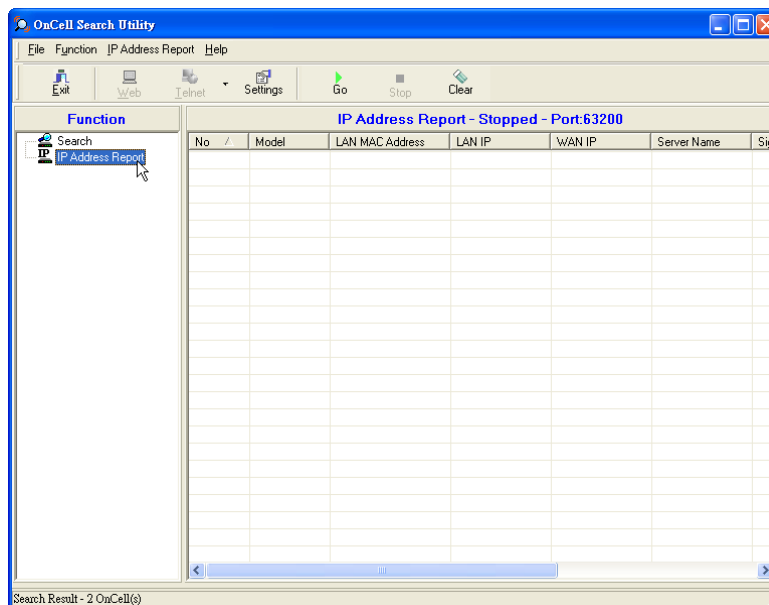 OnCell Search Utility
File Function IP Address Report Help
Exit Web Telnet Settings Go Stop Clear
Function
IP Address Report - Stopped - Port:63200
Search
IP IP Address Report
No Model LAN MAC Address LAN IP WAN IP Server Name Sig
Search Result - 2 OnCell(s)